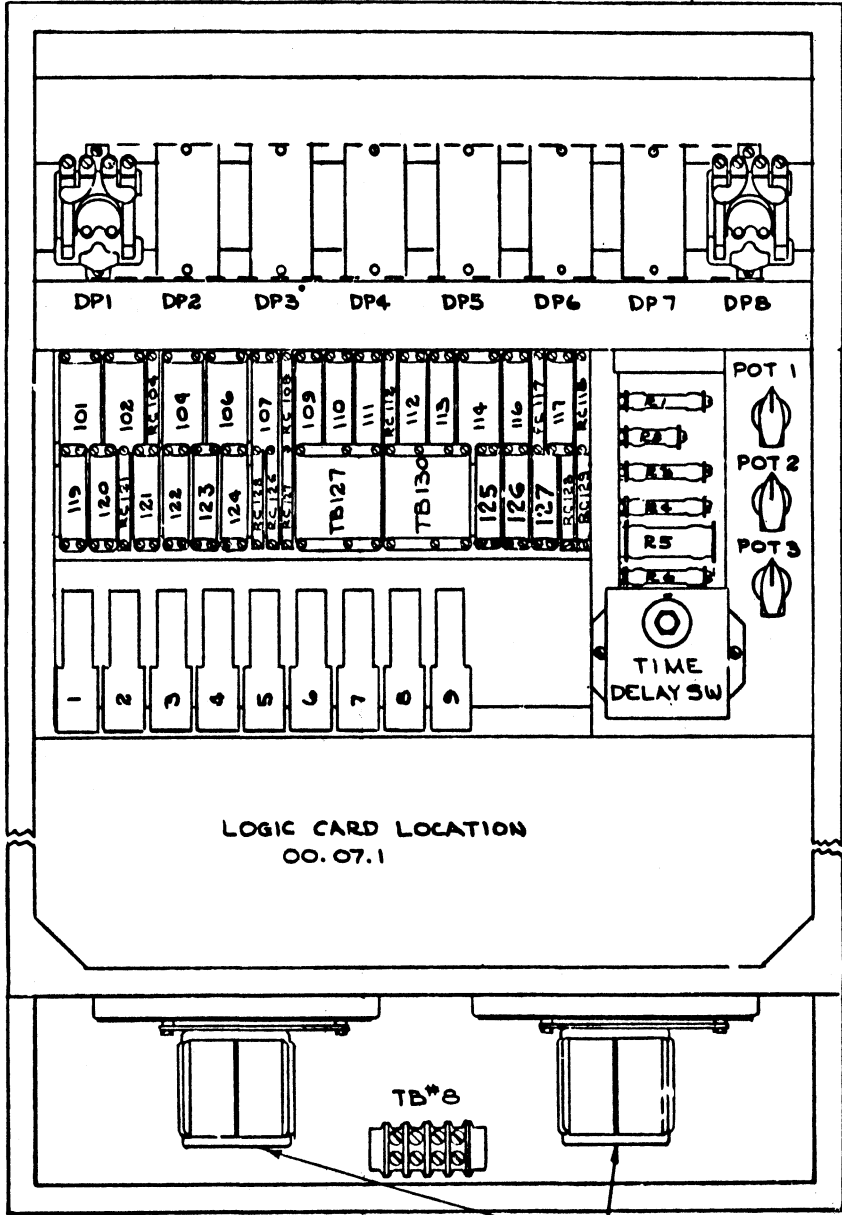 DP1 DP2 DP3 DP4 DP5 DP6 DP7 DP8
101 102 RC104 104 106 107 RC108 109 110 111 RC112 112 113 114 116 117 RC118
119 120 RC121 121 122 123 124 RC128 RC126 RC127 TB127 TB130 125 126 127 RC128 RC129
R1
R2
R3
R4
R5
R6
POT 1
POT 2
POT 3
TIME
DELAY SW
1 2 3 4 5 6 7 8 9
LOGIC CARD LOCATION
00.07.1
TB#8